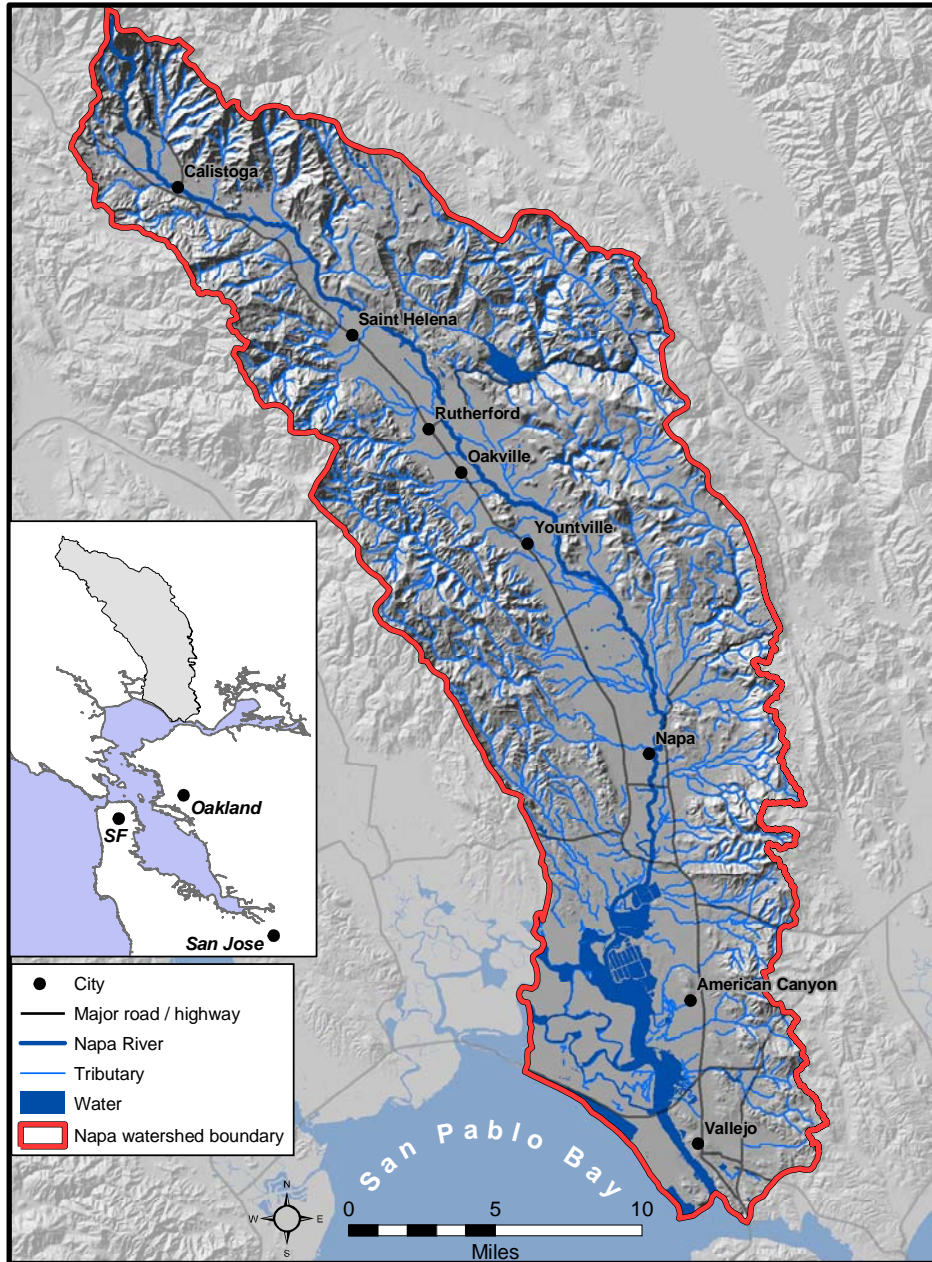 Calistoga
Saint Helena
Rutherford
Oakville
Yountville
Napa
American Canyon
Vallejo
San Pablo Bay
Oakland
SF
San Jose
City
Major road / highway
Napa River
Tributary
Water
Napa watershed boundary
N
W E
S
0 5 10
Miles